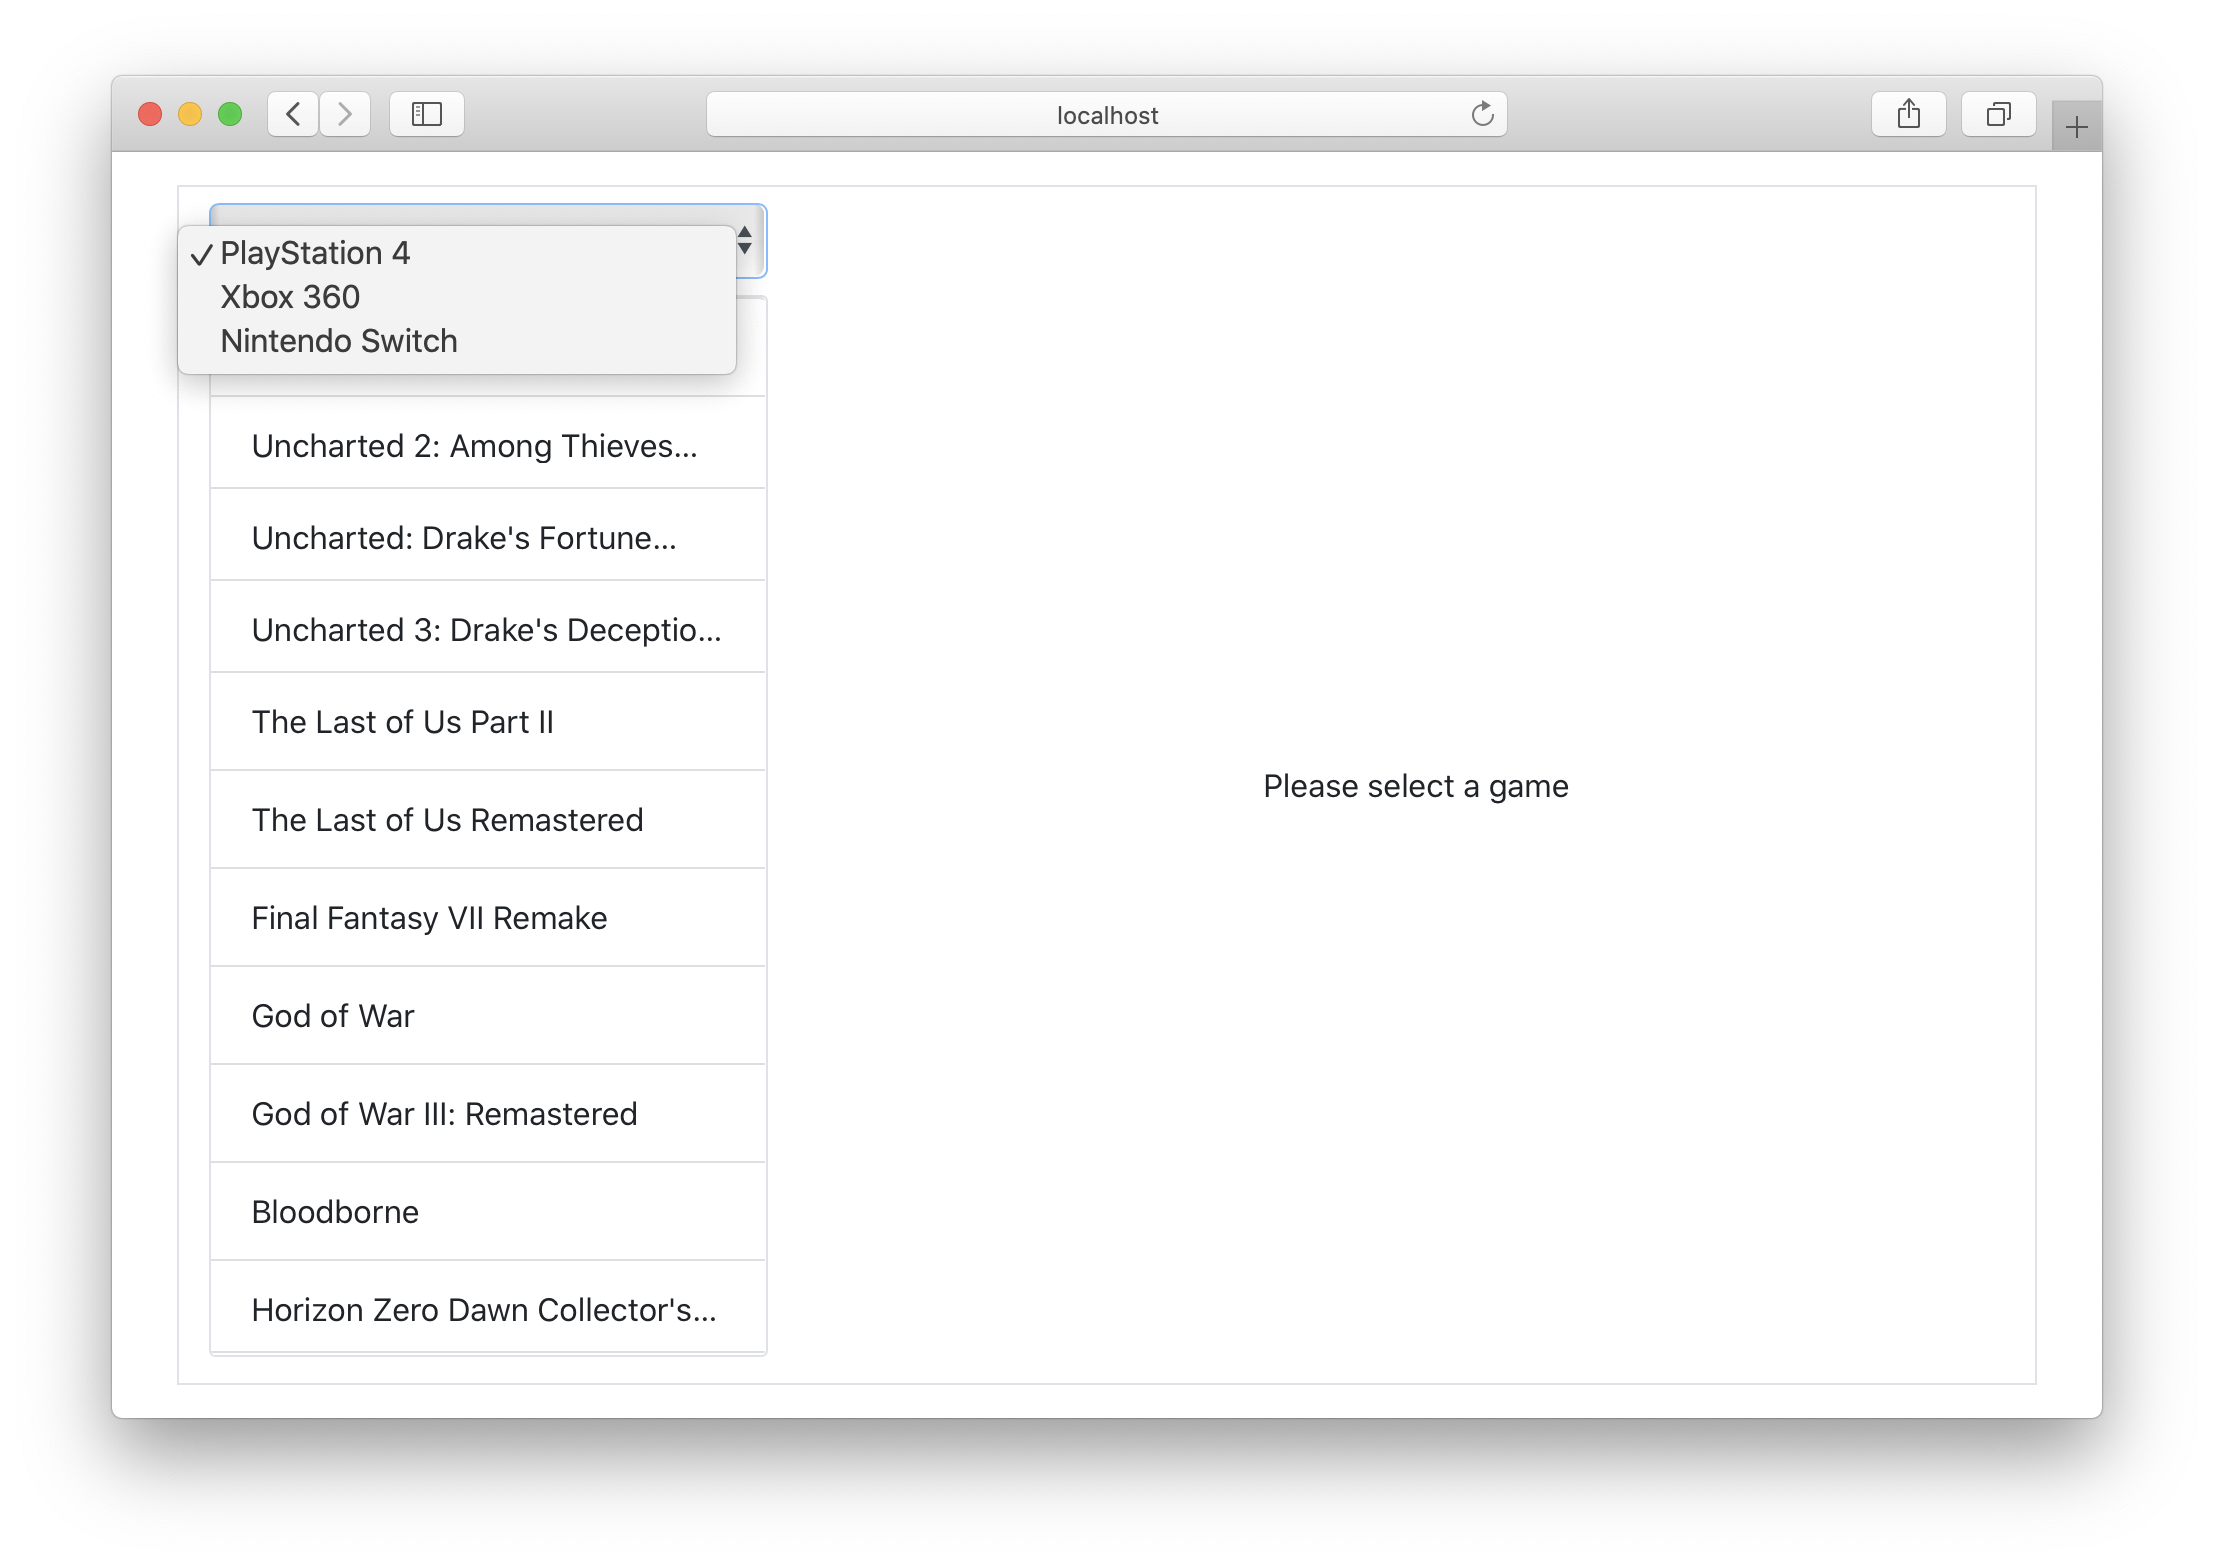 localhost
PlayStation 4
Xbox 360
Nintendo Switch
Uncharted 2: Among Thieves...
Uncharted: Drake's Fortune...
Uncharted 3: Drake's Deceptio...
The Last of Us Part II
The Last of Us Remastered
Final Fantasy VII Remake
God of War
God of War III: Remastered
Bloodborne
Horizon Zero Dawn Collector's...
Please select a game